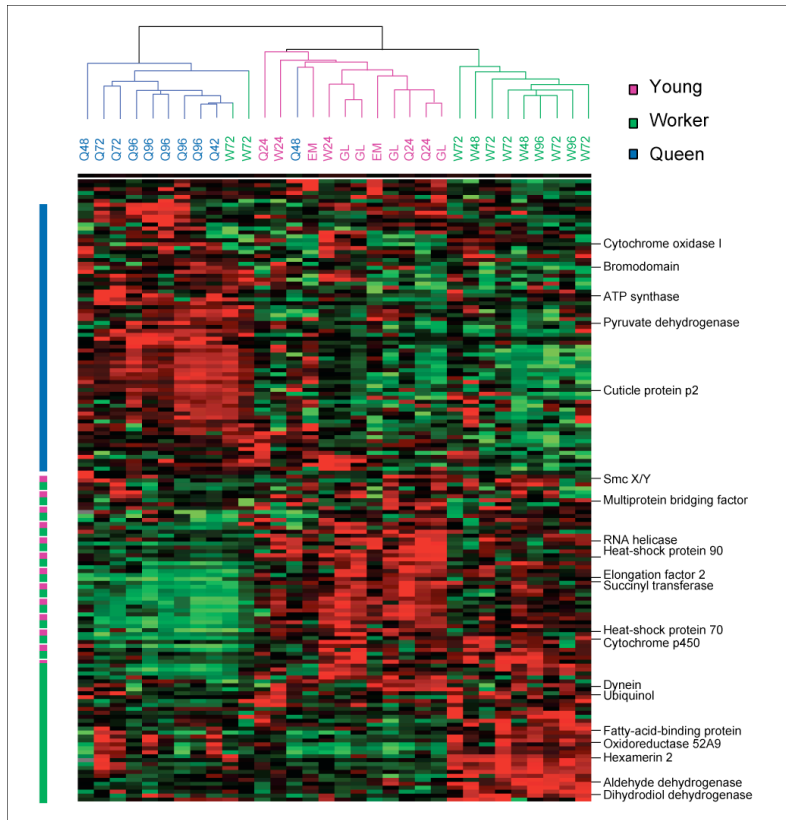 Young
Worker
Queen
Q48 Q72 Q72 Q96 Q96 Q96 Q96 Q96 Q42 W72 W72 Q24 W24 Q48 EM W24 GL GL EM GL Q24 Q24 GL W72 W48 W72 W72 W48 W96 W72 W96 W72
Cytochrome oxidase I
Bromodomain
ATP synthase
Pyruvate dehydrogenase
Cuticle protein p2
Smc X/Y
Multiprotein bridging factor
RNA helicase
Heat-shock protein 90
Elongation factor 2
Succinyl transferase
Heat-shock protein 70
Cytochrome p450
Dynein
Ubiquinol
Fatty-acid-binding protein
Oxidoreductase 52A9
Hexamerin 2
Aldehyde dehydrogenase
Dihydrodiol dehydrogenase